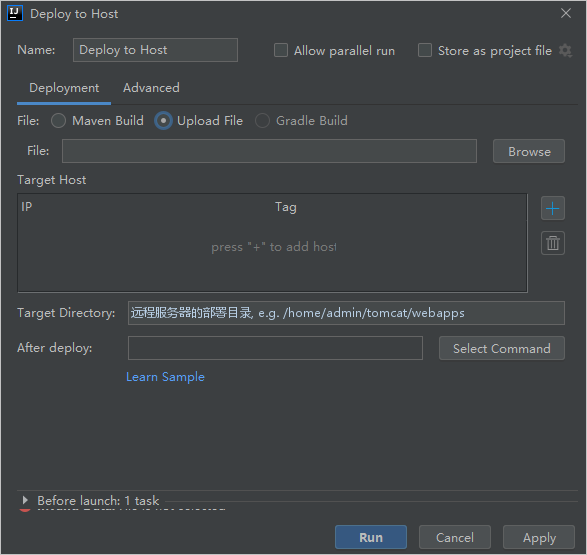 Deploy to Host
Name: Deploy to Host Allow parallel run Store as project file
Deployment Advanced
File: Maven Build Upload File Gradle Build
File: Browse
Target Host
IP Tag
press "+" to add host
Target Directory: 远程服务器的部署目录, e.g. /home/admin/tomcat/webapps
After deploy: Select Command
Learn Sample
Before launch: 1 task
Run Cancel Apply